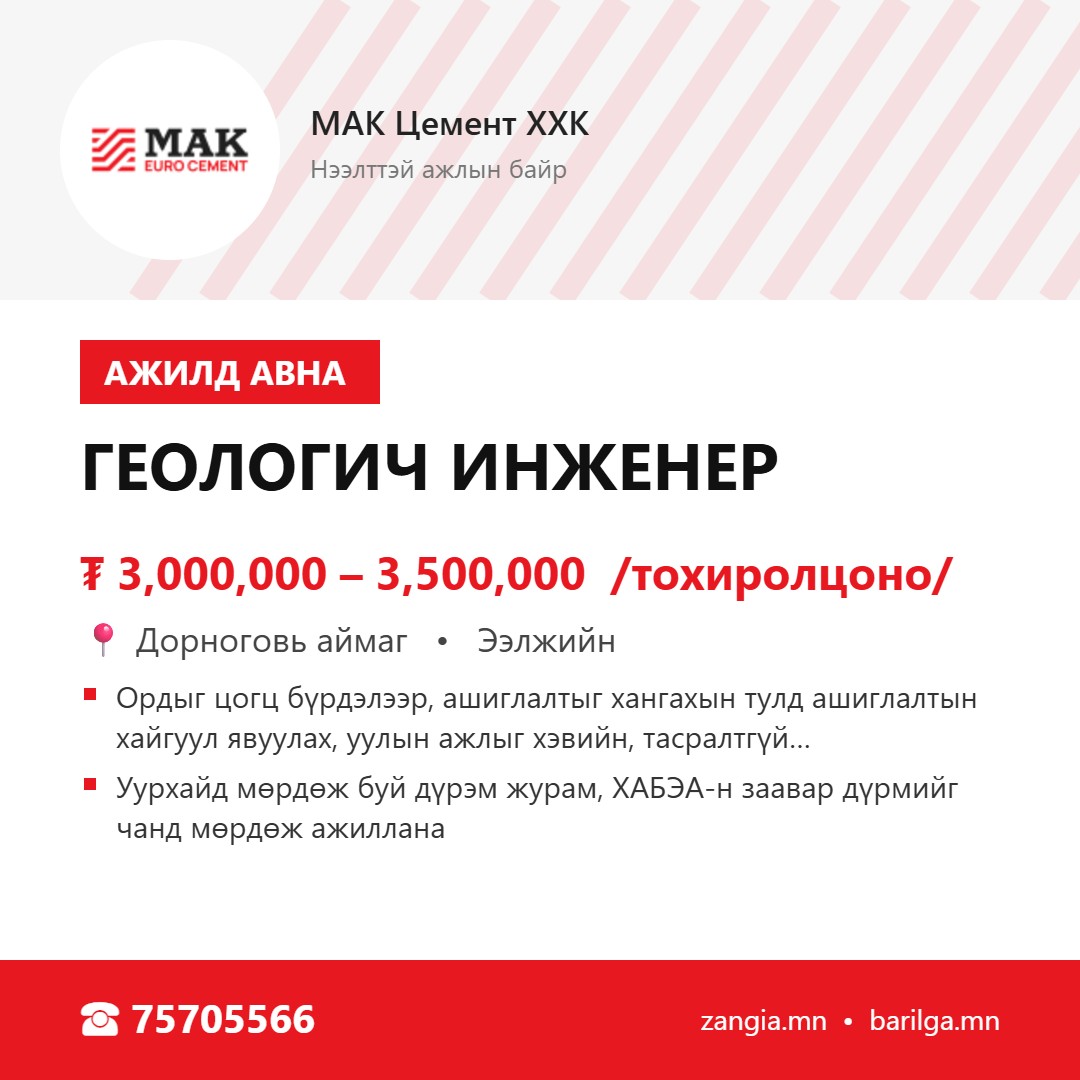 МАК
EURO CEMENT
МАК Цемент ХХК
Нээлттэй ажлын байр
АЖИЛД АВНА
ГЕОЛОГИЧ ИНЖЕНЕР
₮ 3,000,000 – 3,500,000 /тохиролцоно/
Дорноговь аймаг • Ээлжийн
Ордыг цогц бүрдэлээр, ашиглалтыг хангахын тулд ашиглалтын
хайгуул явуулах, уулын ажлыг хэвийн, тасралтгүй...
Уурхайд мөрдөж буй дүрэм журам, ХАБЭА-н заавар дүрмийг
чанд мөрдөж ажиллана
☎ 75705566
zangia.mn • barilga.mn